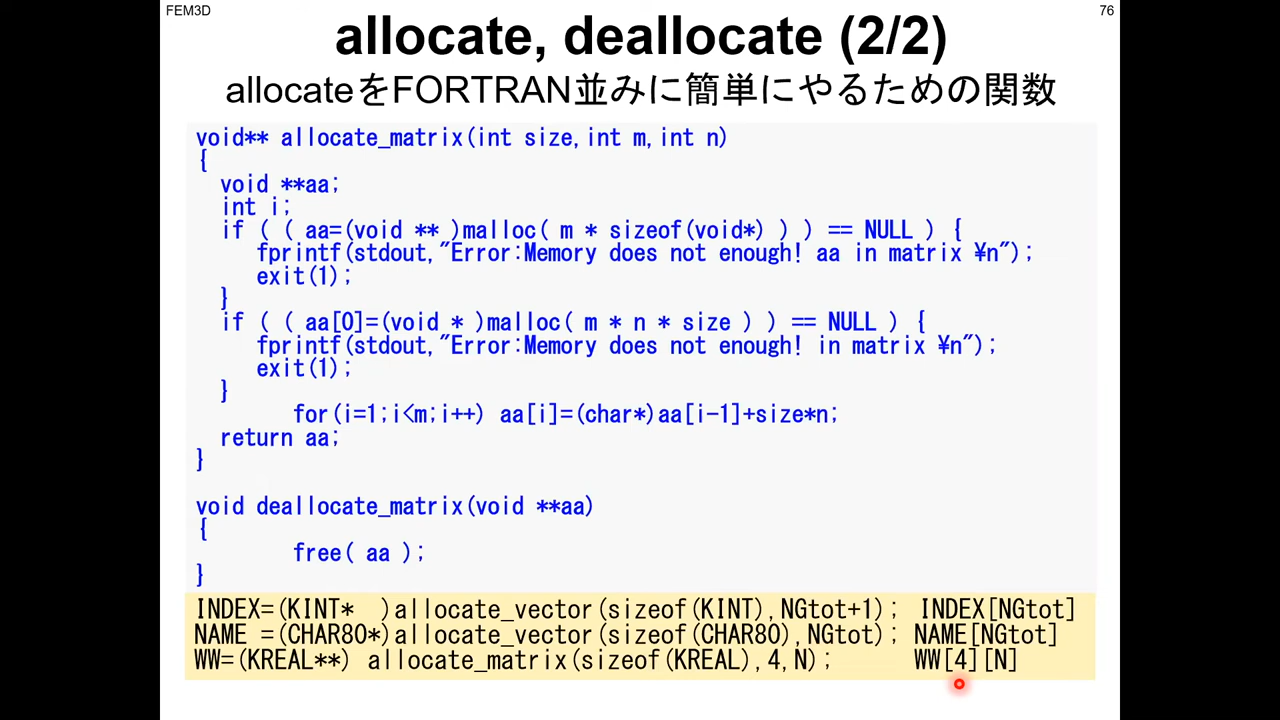 FEM3D
76
allocate, deallocate (2/2)
allocateをFORTRAN並みに簡単にやるための関数
void** allocate_matrix(int size,int m,int n)
{
void **aa;
int i;
if ( ( aa=(void ** )malloc( m * sizeof(void*) ) ) == NULL ) {
fprintf(stdout,"Error:Memory does not enough! aa in matrix ¥n");
exit(1);
}
if ( ( aa[0]=(void * )malloc( m * n * size ) ) == NULL ) {
fprintf(stdout,"Error:Memory does not enough! in matrix ¥n");
exit(1);
}
for(i=1;i<m;i++) aa[i]=(char*)aa[i-1]+size*n;
return aa;
}
void deallocate_matrix(void **aa)
{
free( aa );
}
INDEX=(KINT* )allocate_vector(sizeof(KINT),NGtot+1); INDEX[NGtot]
NAME =(CHAR80*)allocate_vector(sizeof(CHAR80),NGtot); NAME[NGtot]
WW=(KREAL**) allocate_matrix(sizeof(KREAL),4,N); WW[4][N]